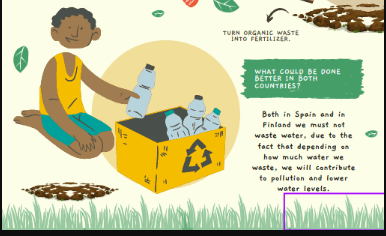 TURN ORGANIC WASTE
INTO FERTILIZER.
WHAT COULD BE DONE
BETTER IN BOTH
COUNTRIES?
Both in Spain and in
Finland we must not
waste water, due to the
fact that depending on
how much water we
waste, we will contribute
to pollution and lower
water levels.